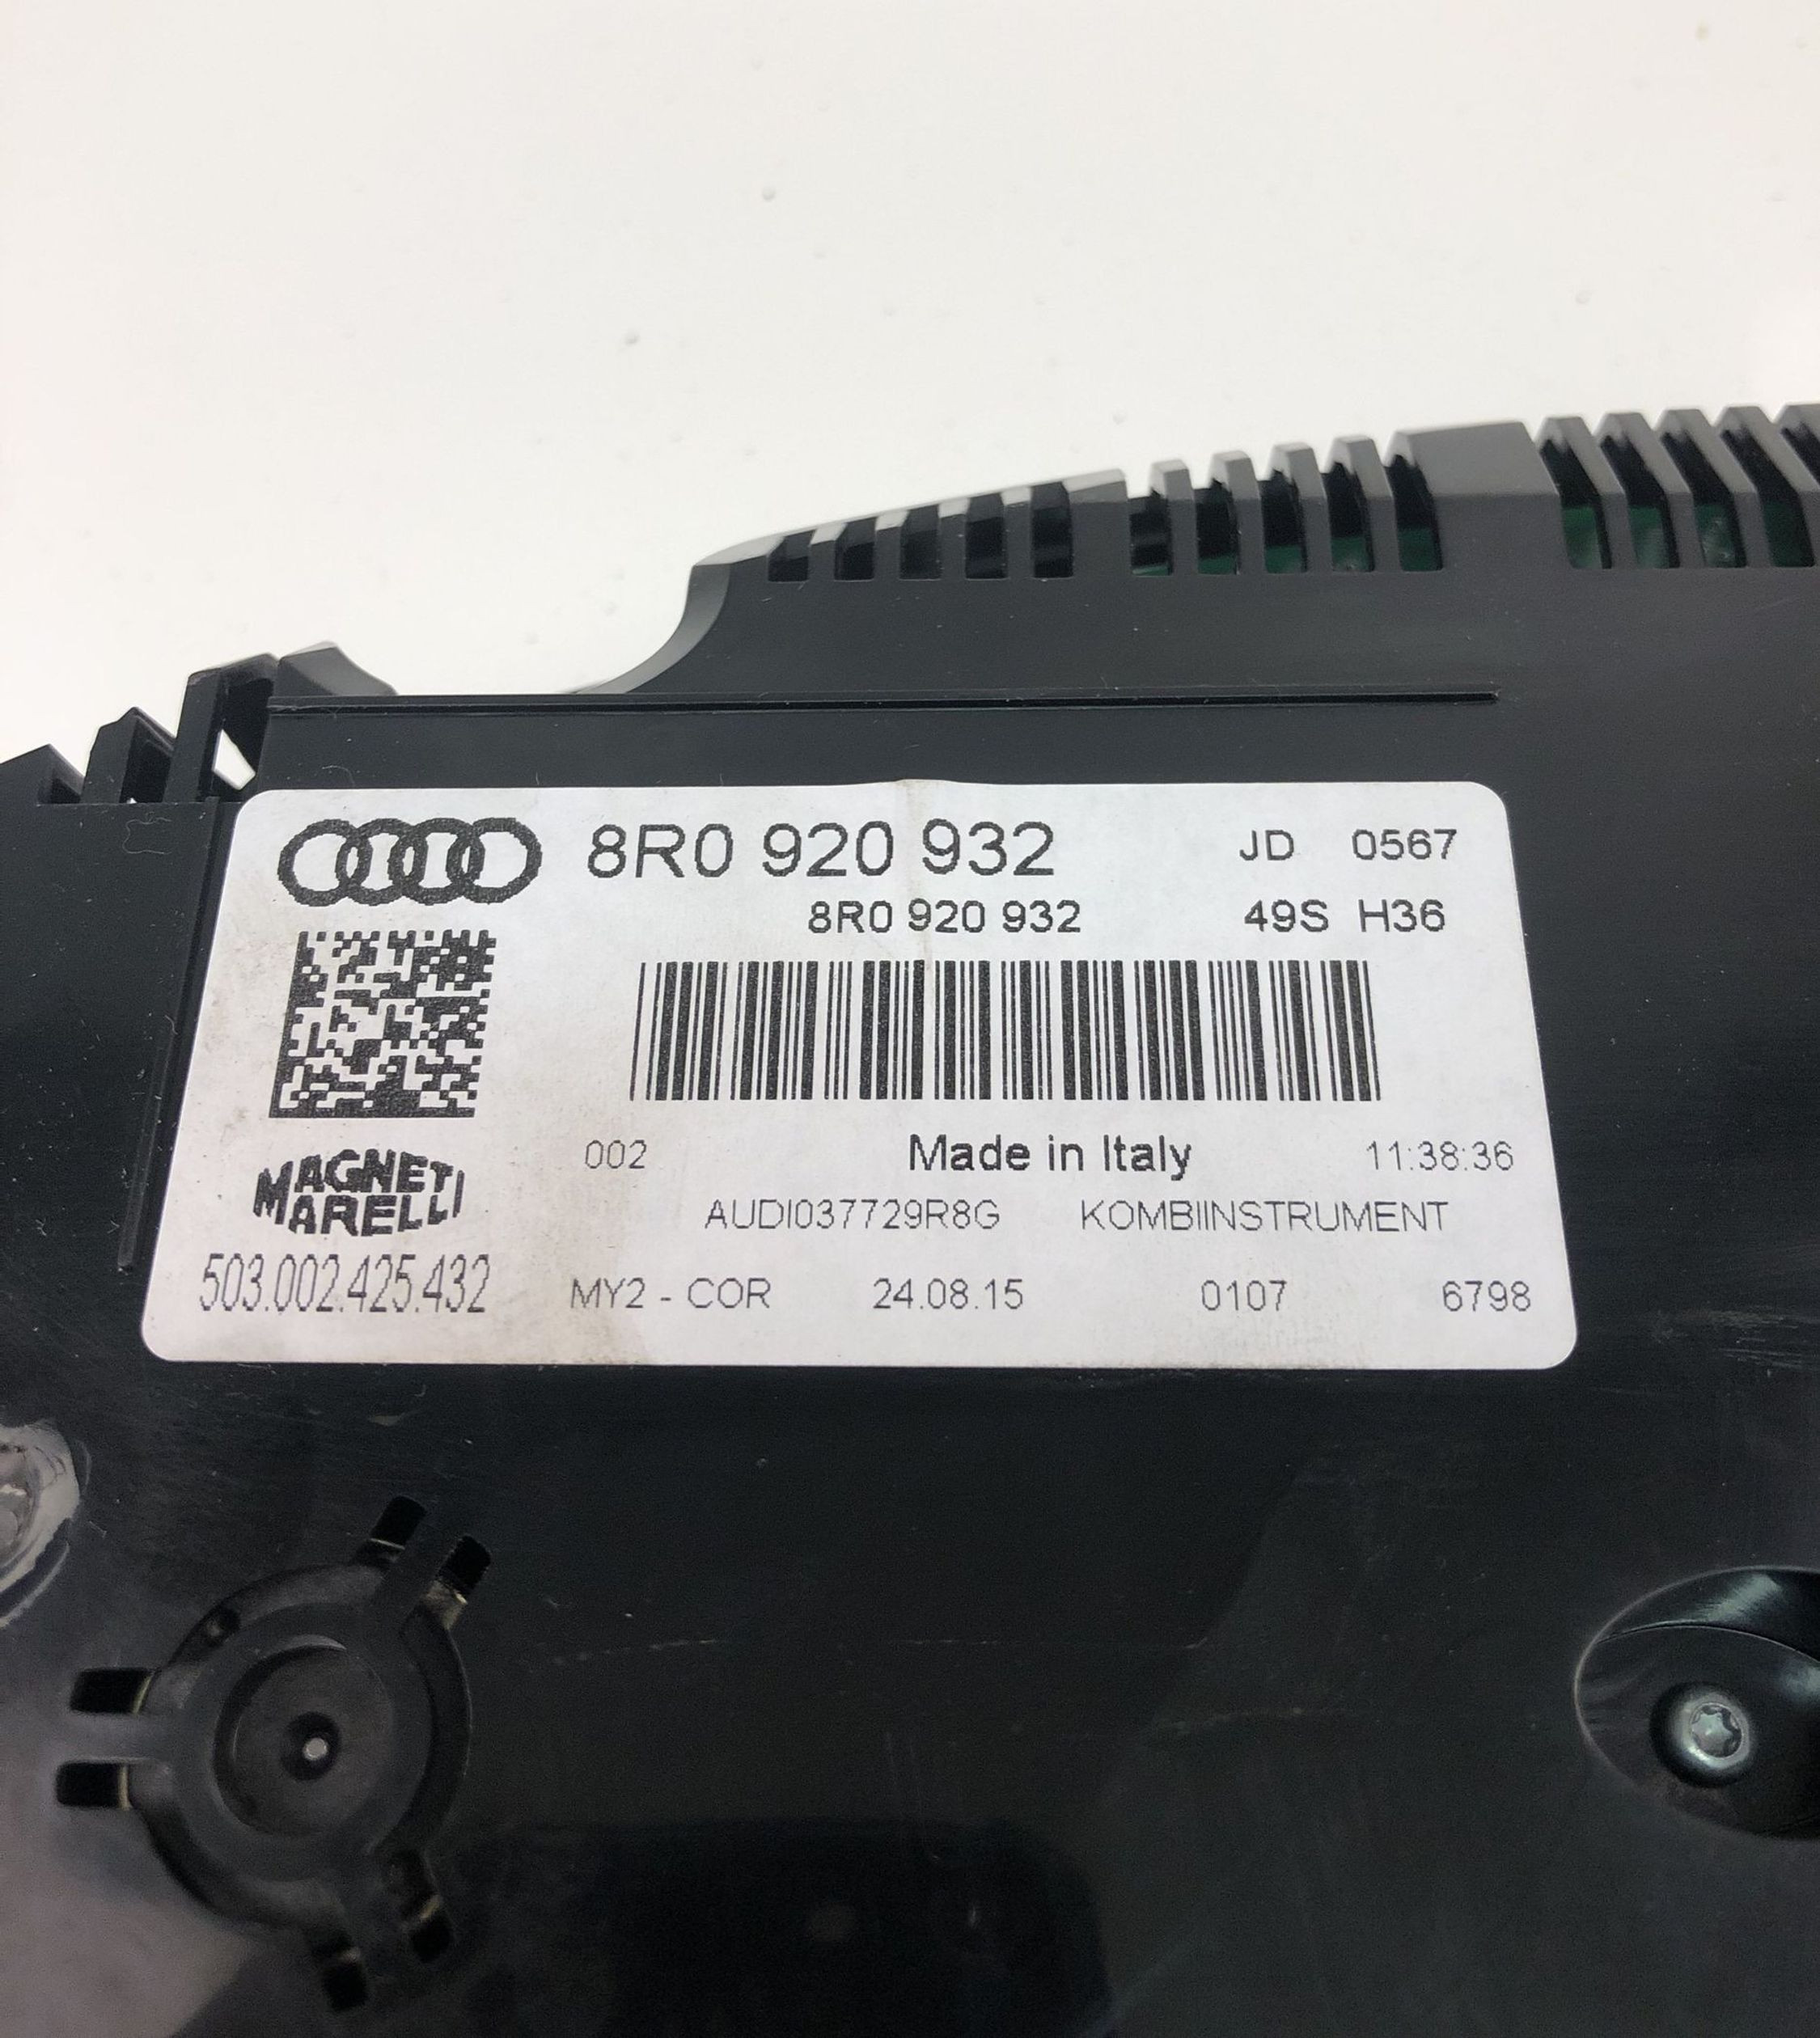 8R0 920 932 JD 0567
8R0 920 932 49S H36
002 Made in Italy 11:38:36
MAGNETI
MARELLI
AUDI037729R8G KOMBIINSTRUMENT
503.002.425.432 MY2 - COR 24.08.15 0107 6798